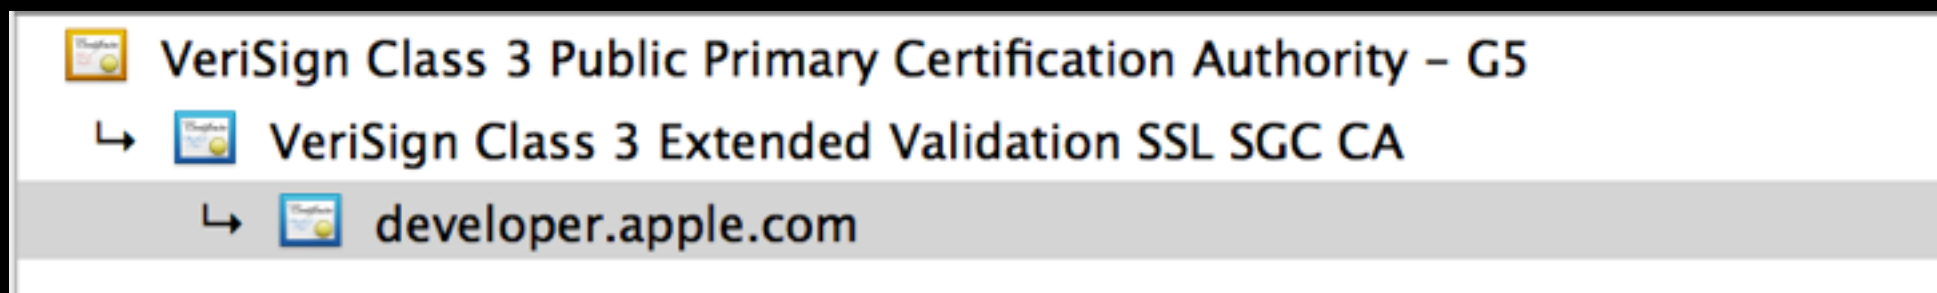 VeriSign Class 3 Public Primary Certification Authority – G5
VeriSign Class 3 Extended Validation SSL SGC CA
developer.apple.com